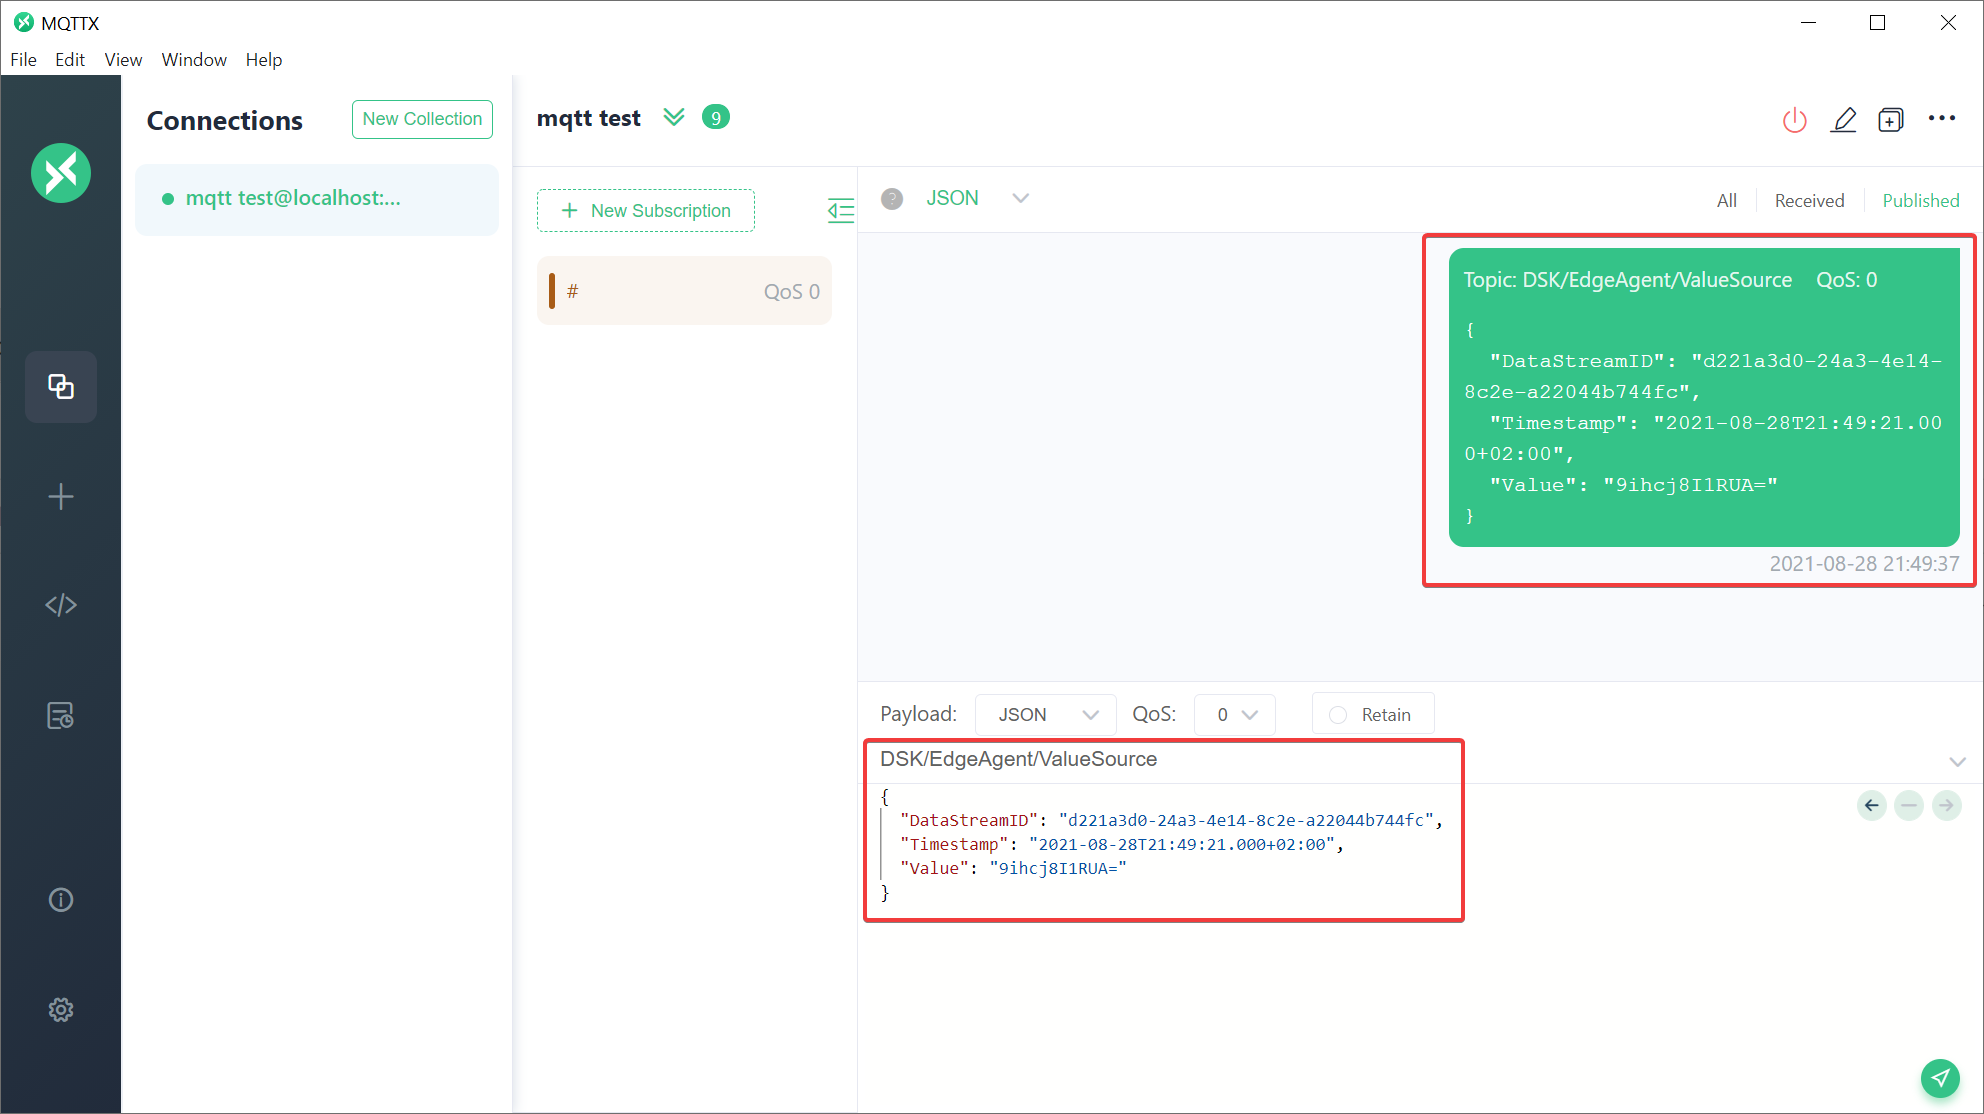 MQTTX
File Edit View Window Help
Connections
New Collection
mqtt test@localhost:...
mqtt test 9
+ New Subscription
# QoS 0
? JSON
All Received Published
Topic: DSK/EdgeAgent/ValueSource QoS: 0
{
"DataStreamID": "d221a3d0-24a3-4e14-
8c2e-a22044b744fc",
"Timestamp": "2021-08-28T21:49:21.00
0+02:00",
"Value": "9ihcj8I1RUA="
}
2021-08-28 21:49:37
Payload: JSON QoS: 0 Retain
DSK/EdgeAgent/ValueSource
{
"DataStreamID": "d221a3d0-24a3-4e14-8c2e-a22044b744fc",
"Timestamp": "2021-08-28T21:49:21.000+02:00",
"Value": "9ihcj8I1RUA="
}